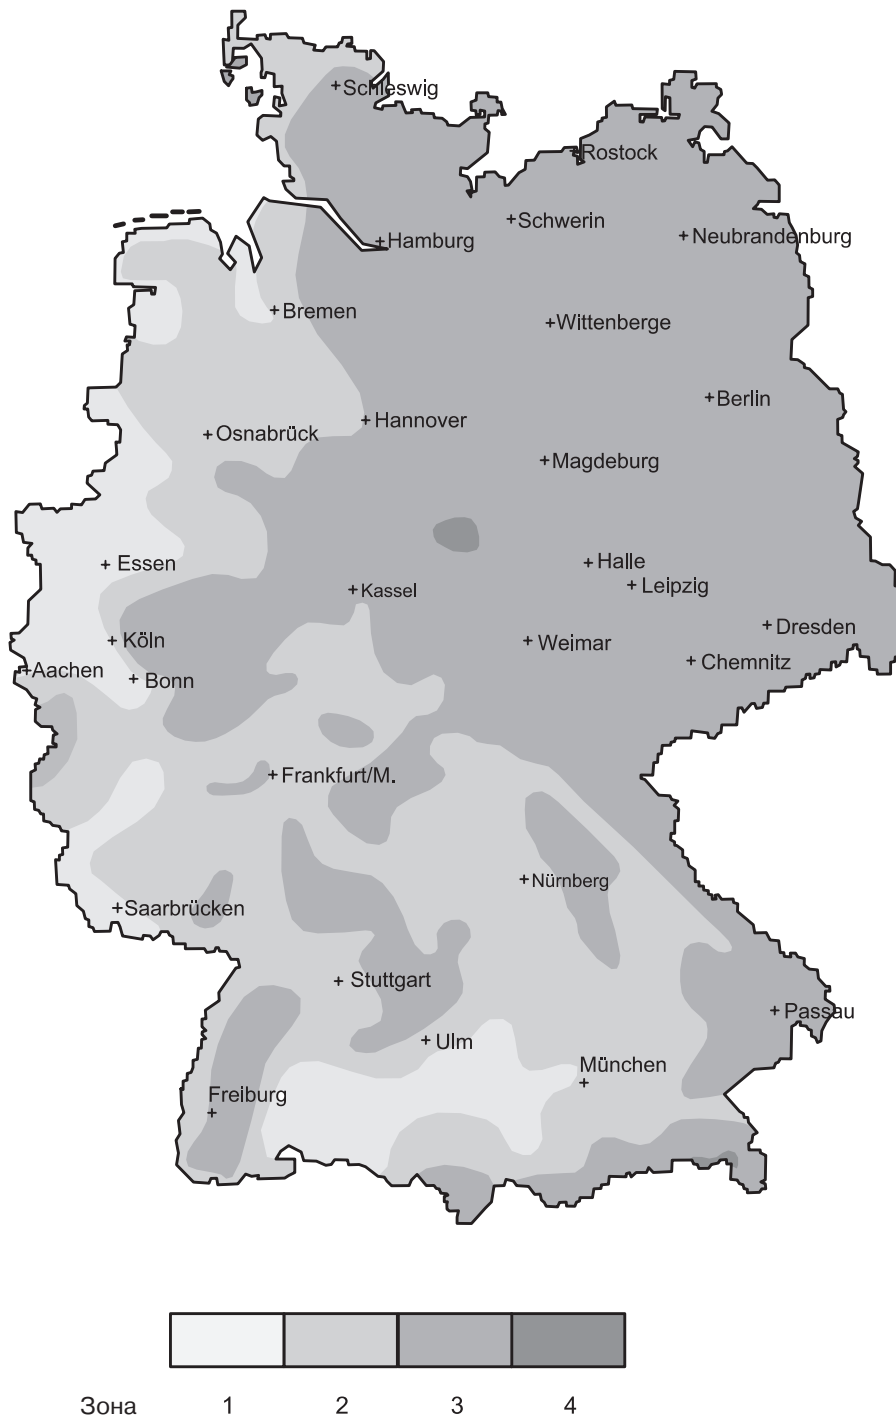 Schleswig
Rostock
Schwerin
Neubrandenburg
Hamburg
Bremen
Wittenberge
Berlin
Hannover
Osnabrück
Magdeburg
Essen
Halle
Leipzig
Kassel
Dresden
Köln
Weimar
Chemnitz
Aachen
Bonn
Frankfurt/M.
Nürnberg
Saarbrücken
Stuttgart
Passau
Ulm
München
Freiburg
Зона 1 2 3 4